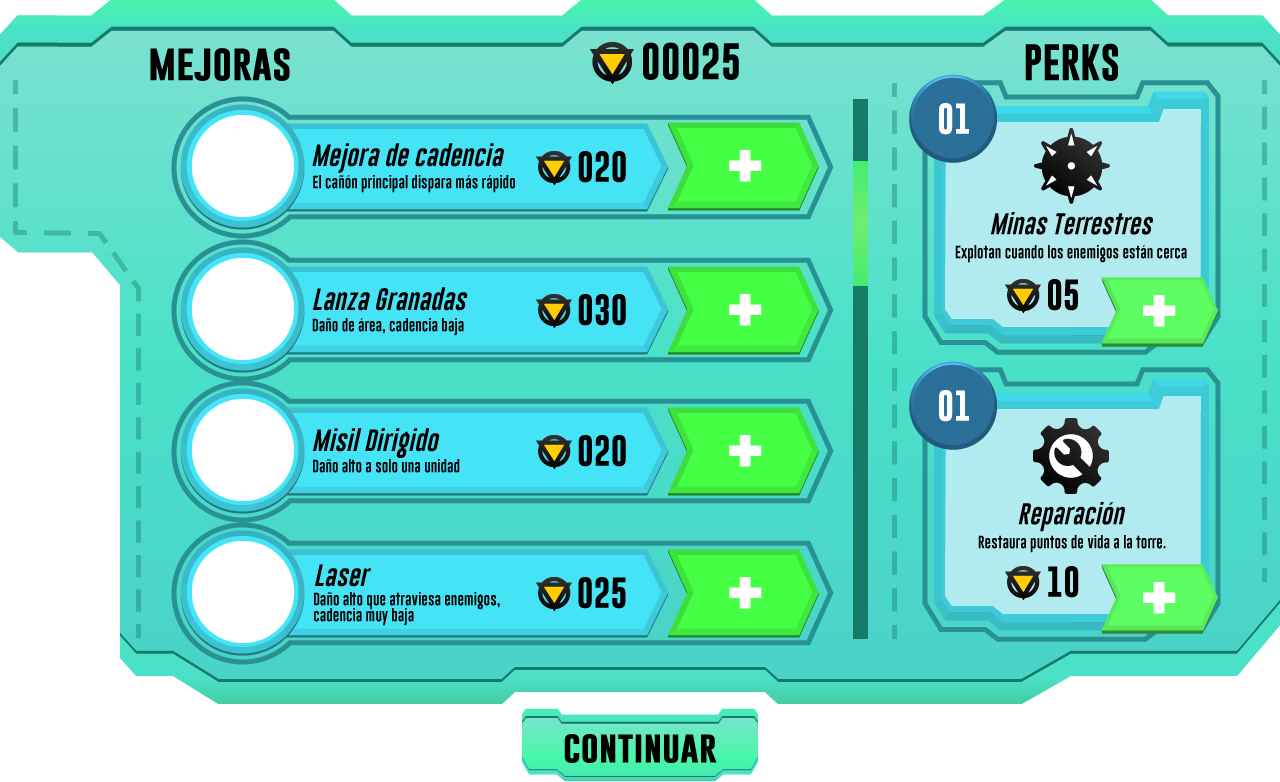 MEJORAS
00025
PERKS
Mejora de cadencia
El cañón principal dispara más rápido
020
Lanza Granadas
Daño de área, cadencia baja
030
Misil Dirigido
Daño alto a solo una unidad
020
Laser
Daño alto que atraviesa enemigos,
cadencia muy baja
025
01
Minas Terrestres
Explotan cuando los enemigos están cerca
05
01
Reparación
Restaura puntos de vida a la torre.
10
CONTINUAR